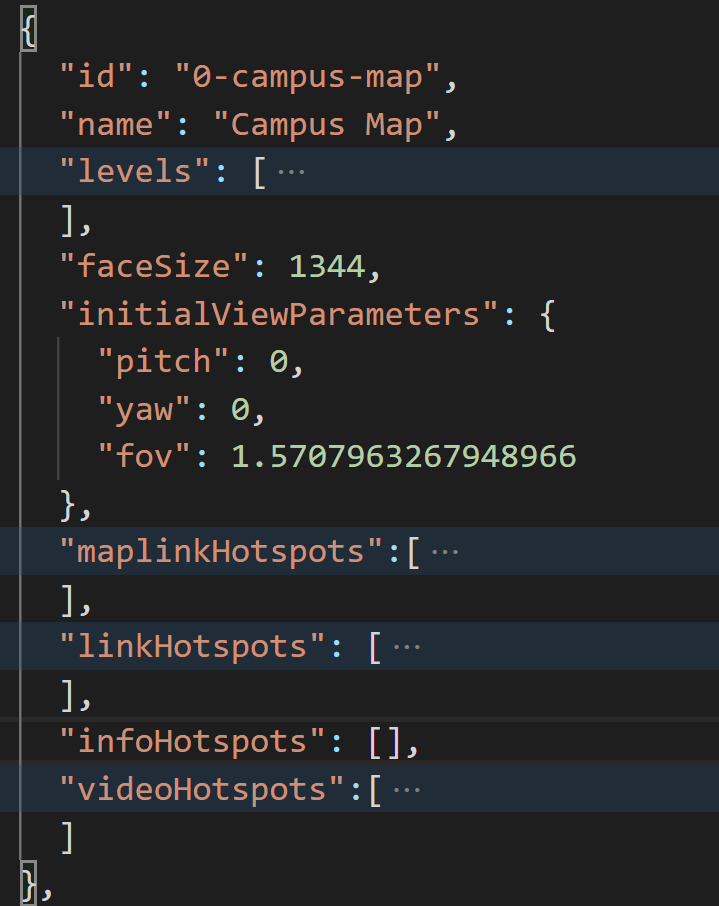 {
  "id": "0-campus-map",
  "name": "Campus Map",
  "levels": [ ···
  ],
  "faceSize": 1344,
  "initialViewParameters": {
    "pitch": 0,
    "yaw": 0,
    "fov": 1.5707963267948966
  },
  "maplinkHotspots":[ ···
  ],
  "linkHotspots": [ ···
  ],
  "infoHotspots": [],
  "videoHotspots":[ ···
  ]
},